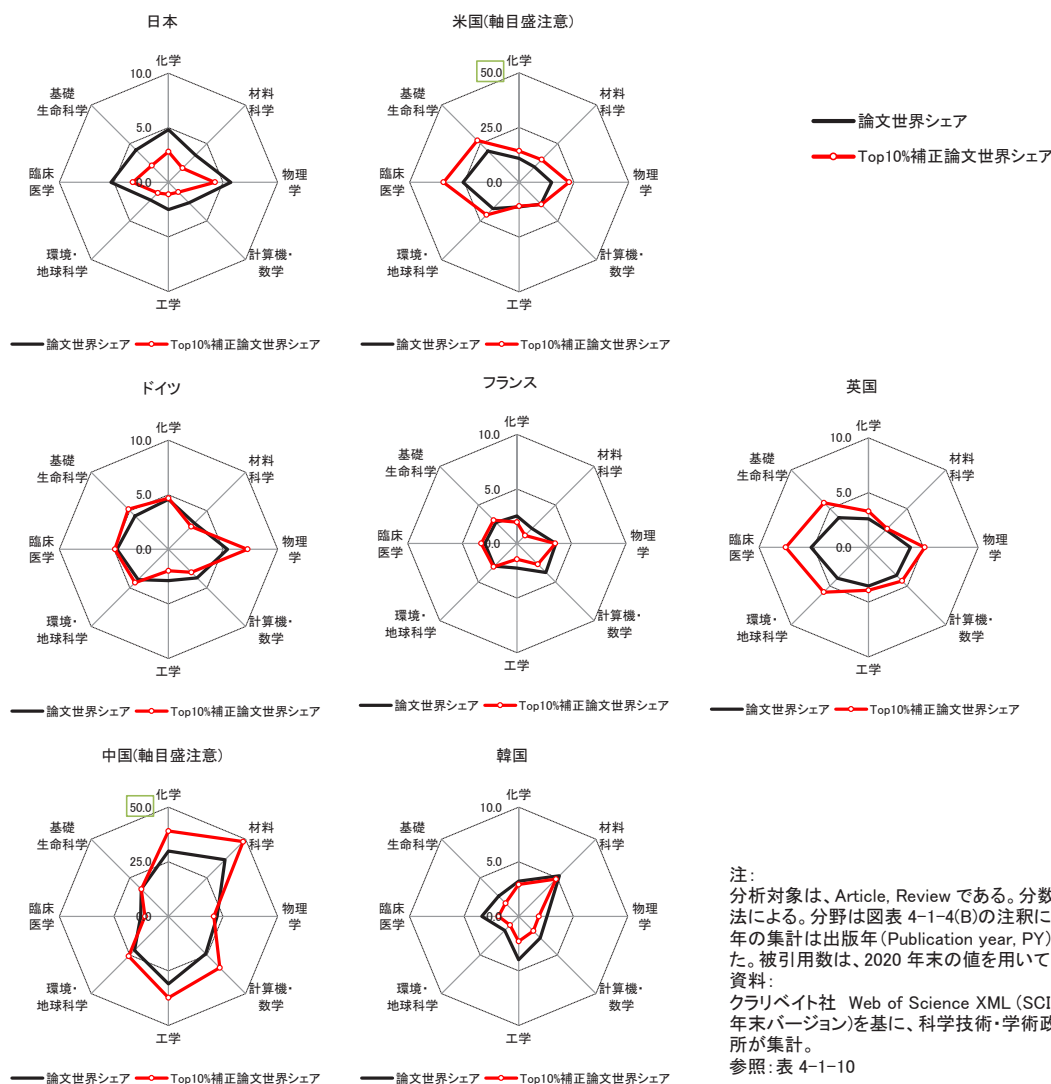 日本
10.0
5.0
0.0
化学
材料
科学
物理
学
計算機・
数学
工学
環境・
地球科学
臨床
医学
基礎
生命科学
論文世界シェア
Top10%補正論文世界シェア
米国(軸目盛注意)
50.0
25.0
0.0
化学
材料
科学
物理
学
計算機・
数学
工学
環境・
地球科学
臨床
医学
基礎
生命科学
論文世界シェア
Top10%補正論文世界シェア
論文世界シェア
Top10%補正論文世界シェア
ドイツ
10.0
5.0
0.0
化学
材料
科学
物理
学
計算機・
数学
工学
環境・
地球科学
臨床
医学
基礎
生命科学
論文世界シェア
Top10%補正論文世界シェア
フランス
10.0
5.0
0.0
化学
材料
科学
物理
学
計算機・
数学
工学
環境・
地球科学
臨床
医学
基礎
生命科学
論文世界シェア
Top10%補正論文世界シェア
英国
10.0
5.0
0.0
化学
材料
科学
物理
学
計算機・
数学
工学
環境・
地球科学
臨床
医学
基礎
生命科学
論文世界シェア
Top10%補正論文世界シェア
中国(軸目盛注意)
50.0
25.0
0.0
化学
材料
科学
物理
学
計算機・
数学
工学
環境・
地球科学
臨床
医学
基礎
生命科学
論文世界シェア
Top10%補正論文世界シェア
韓国
10.0
5.0
0.0
化学
材料
科学
物理
学
計算機・
数学
工学
環境・
地球科学
臨床
医学
基礎
生命科学
論文世界シェア
Top10%補正論文世界シェア
注:
分析対象は、Article, Review である。分数
法による。分野は図表 4-1-4(B)の注釈に
年の集計は出版年(Publication year, PY)
た。被引用数は、2020 年末の値を用いて
資料:
クラリベイト社 Web of Science XML (SCI
年末バージョン)を基に、科学技術・学術政
所が集計。
参照:表 4-1-10